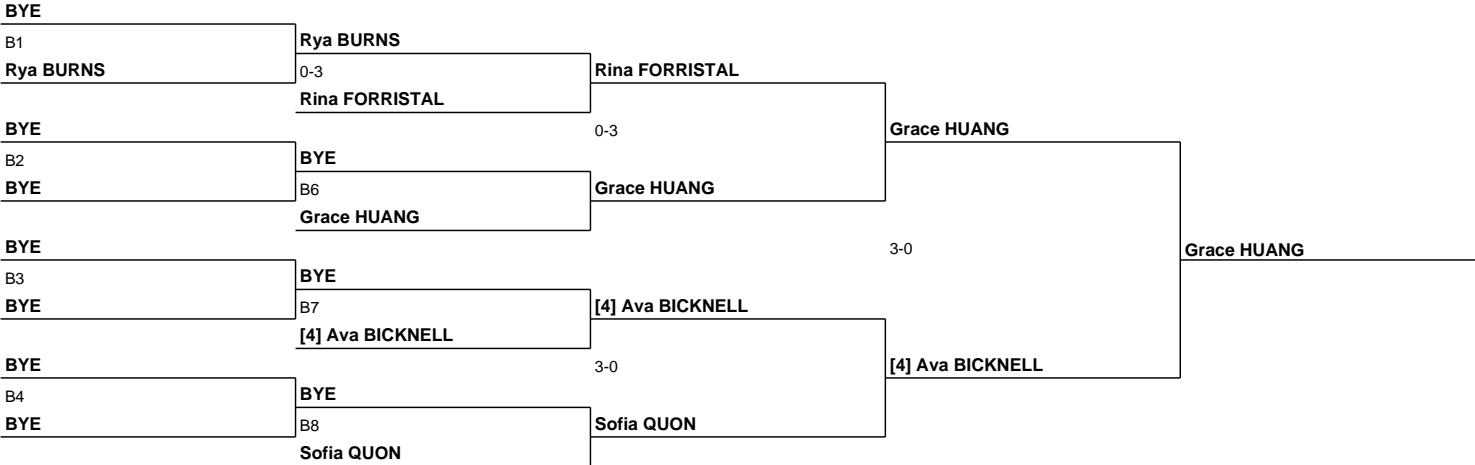 BYE
B1
Rya BURNS
Rya BURNS
0-3
Rina FORRISTAL
Rina FORRISTAL
BYE
B2
BYE
BYE
B6
Grace HUANG
0-3
Grace HUANG
Grace HUANG
BYE
B3
BYE
BYE
B7
[4] Ava BICKNELL
[4] Ava BICKNELL
BYE
B4
BYE
BYE
B8
Sofia QUON
3-0
Sofia QUON
[4] Ava BICKNELL
3-0
Grace HUANG